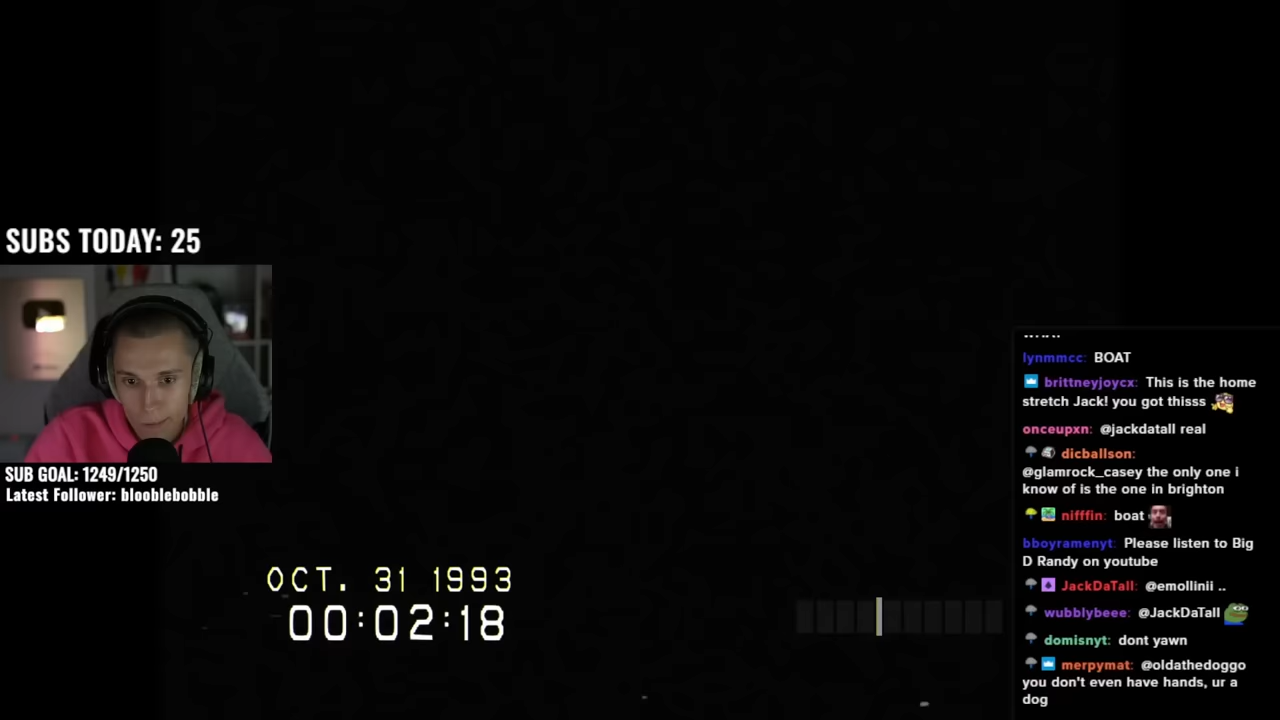 SUBS TODAY: 25
SUB GOAL: 1249/1250
Latest Follower: blooblebobble
OCT. 31 1993
00:02:18
lynmmcc: BOAT
brittneyjoycx: This is the home
stretch Jack! you got thisss
onceupxn: @jackdatall real
dicballson:
@glamrock_casey the only one i
know of is the one in brighton
nifffin: boat
bboyramenyt: Please listen to Big
D Randy on youtube
JackDaTall: @emollinii ..
wubblybeee: @JackDaTall
domisnyt: dont yawn
merpymat: @oldathedoggo
you don't even have hands, ur a
dog